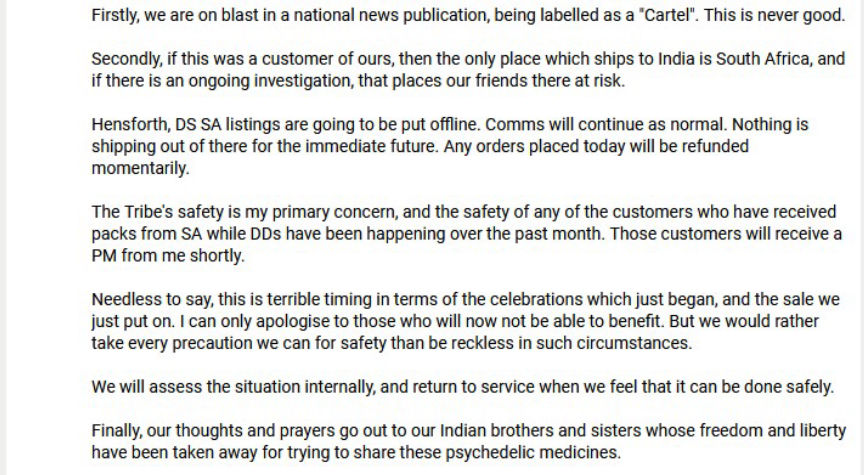 Firstly, we are on blast in a national news publication, being labelled as a "Cartel". This is never good.
Secondly, if this was a customer of ours, then the only place which ships to India is South Africa, and
if there is an ongoing investigation, that places our friends there at risk.
Hensforth, DS SA listings are going to be put offline. Comms will continue as normal. Nothing is
shipping out of there for the immediate future. Any orders placed today will be refunded
momentarily.
The Tribe's safety is my primary concern, and the safety of any of the customers who have received
packs from SA while DDs have been happening over the past month. Those customers will receive a
PM from me shortly.
Needless to say, this is terrible timing in terms of the celebrations which just began, and the sale we
just put on. I can only apologise to those who will now not be able to benefit. But we would rather
take every precaution we can for safety than be reckless in such circumstances.
We will assess the situation internally, and return to service when we feel that it can be done safely.
Finally, our thoughts and prayers go out to our Indian brothers and sisters whose freedom and liberty
have been taken away for trying to share these psychedelic medicines.